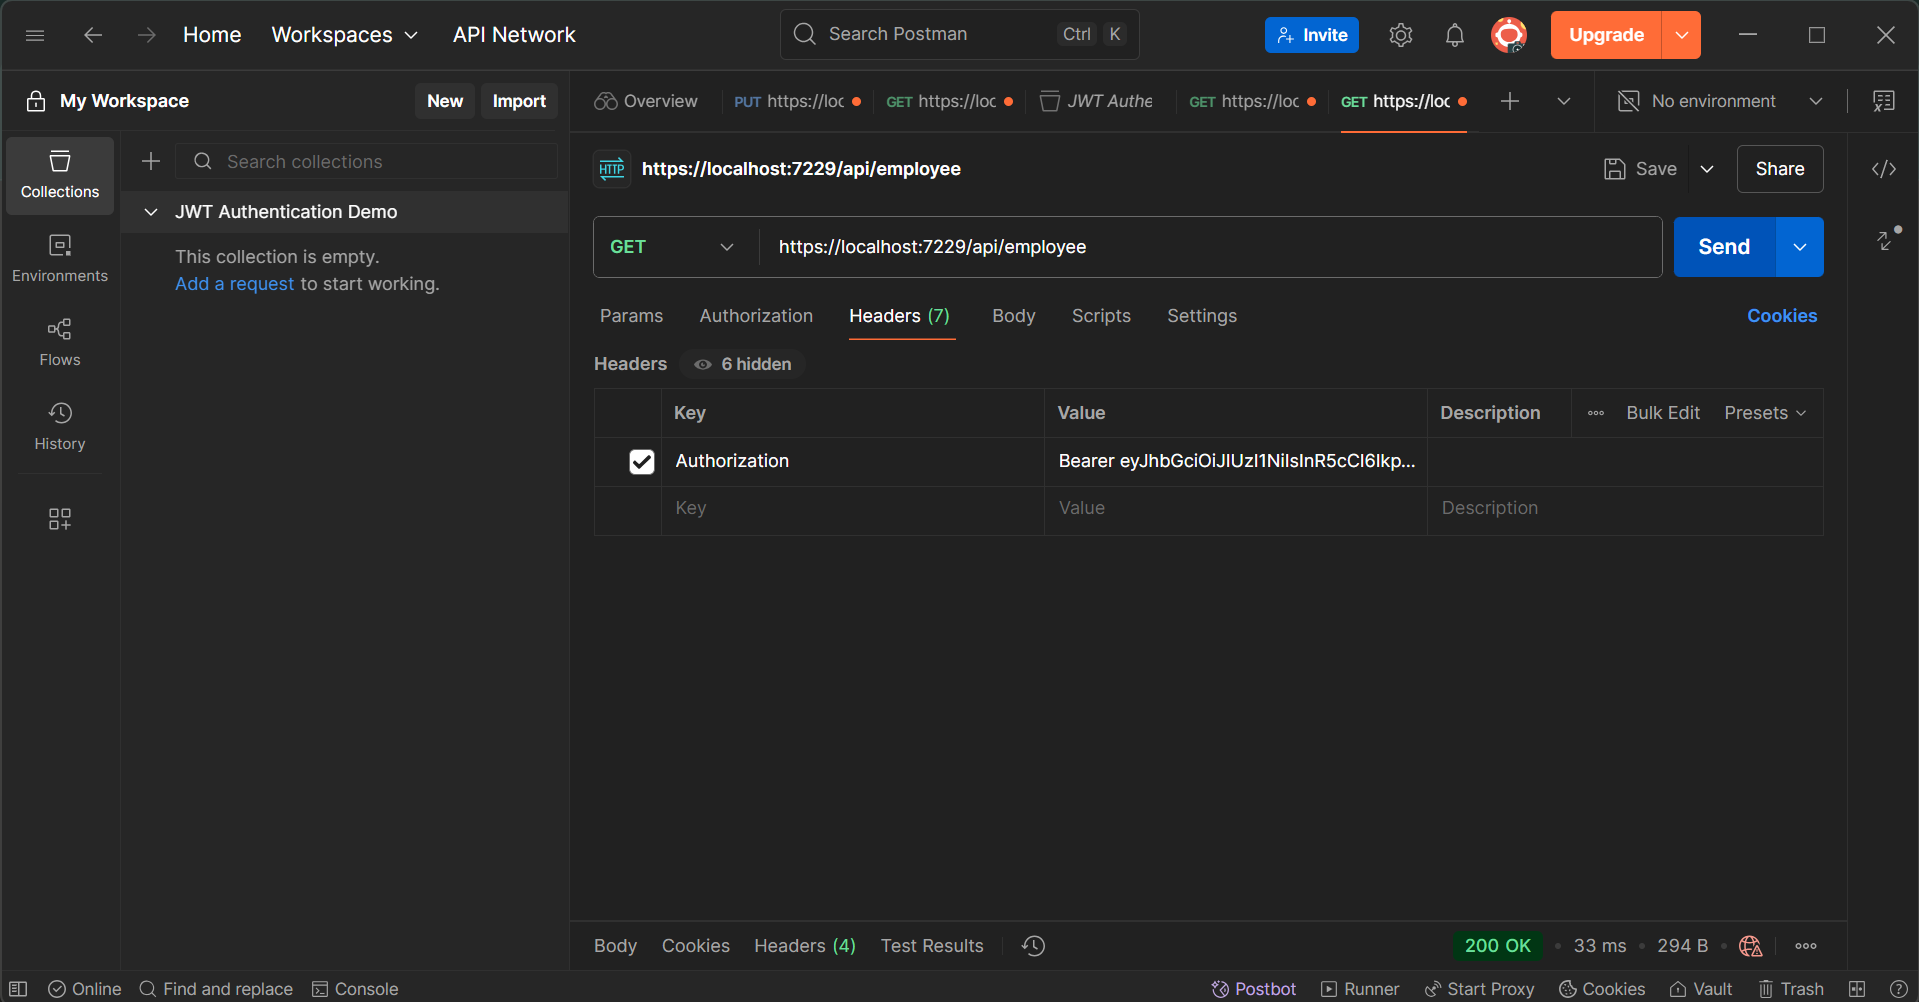 Home Workspaces API Network Search Postman Ctrl K Invite Upgrade
My Workspace New Import Overview PUT https://loc GET https://loc JWT Authe GET https://loc GET https://loc No environment
Collections
Environments
Flows
History
Search collections
JWT Authentication Demo
This collection is empty.
Add a request to start working.
HTTP https://localhost:7229/api/employee Save Share
GET https://localhost:7229/api/employee Send
Params Authorization Headers (7) Body Scripts Settings Cookies
Headers 6 hidden
Key Value Description Bulk Edit Presets
Authorization Bearer eyJhbGciOiJIUzI1NiIsInR5cCI6Ikp...
Key Value Description
Body Cookies Headers (4) Test Results 200 OK • 33 ms • 294 B
Online Find and replace Console Postbot Runner Start Proxy Cookies Vault Trash